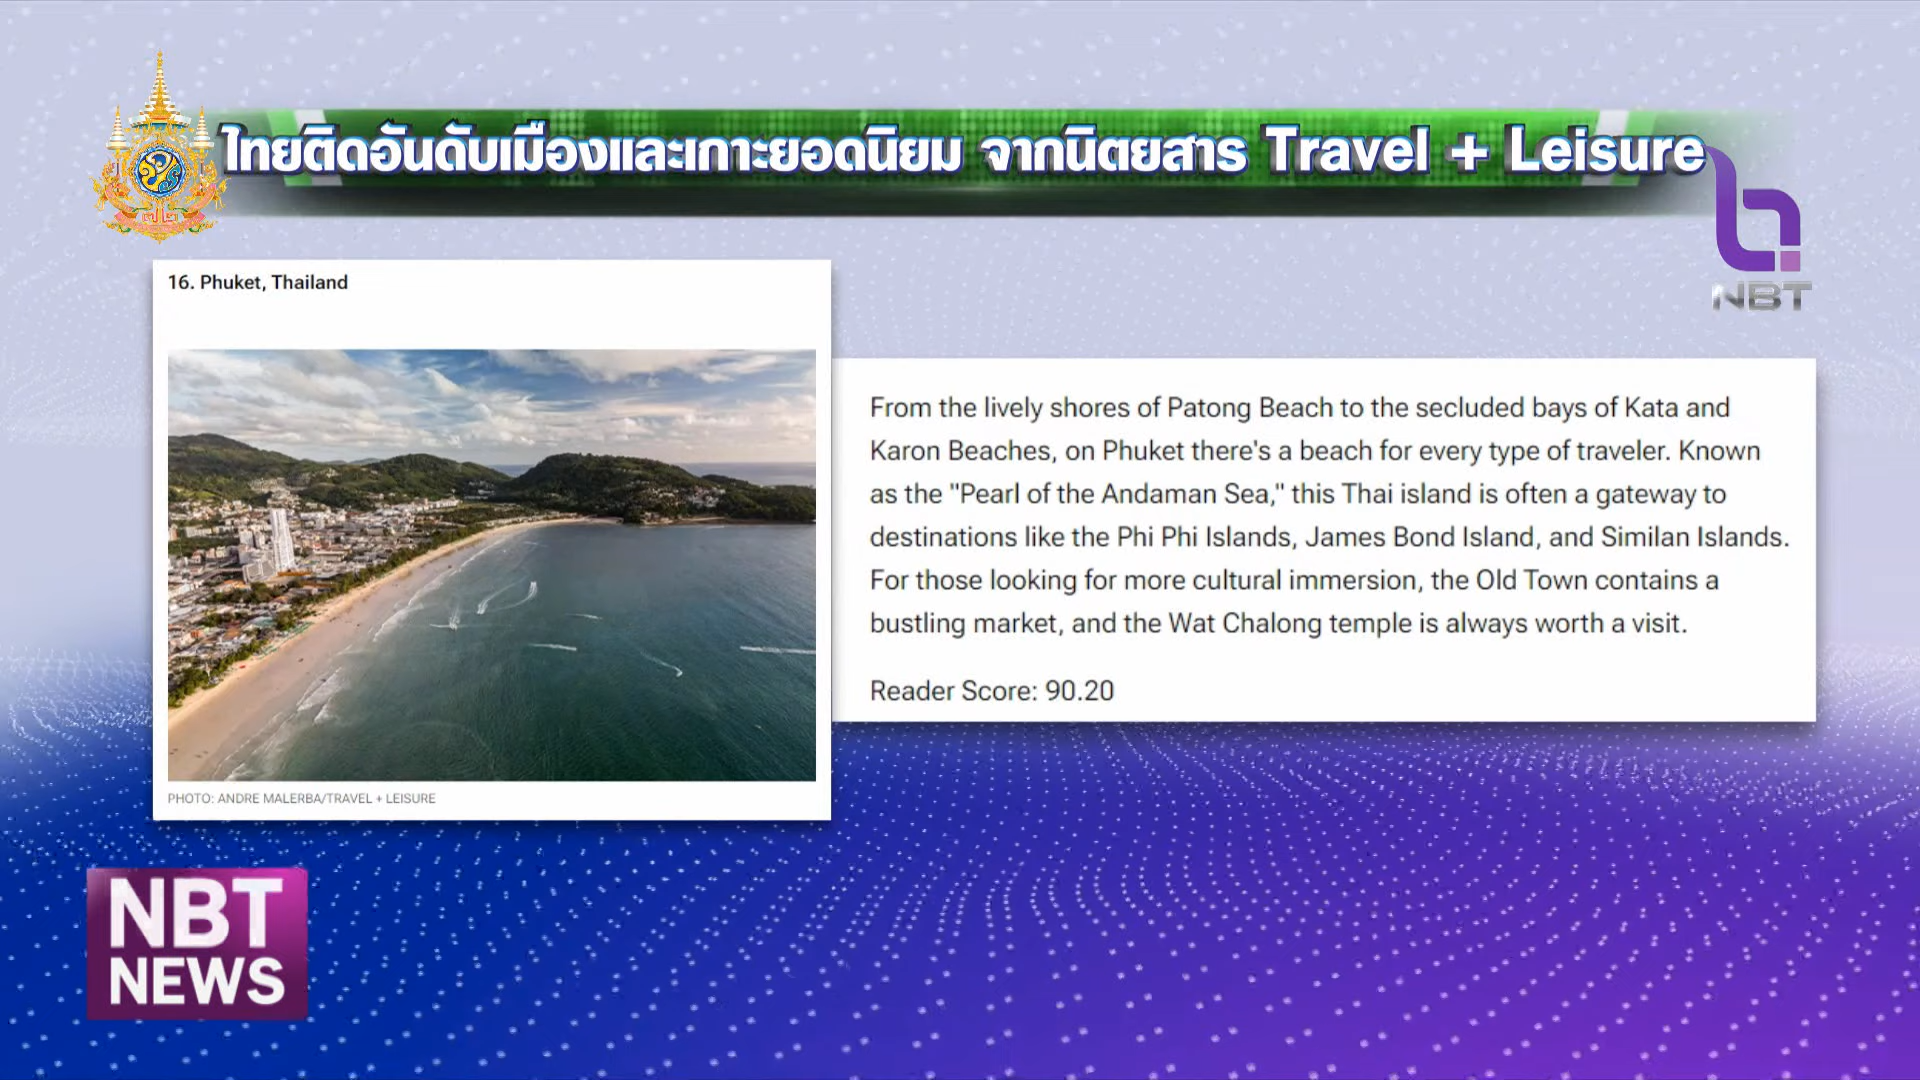 ไทยติดอันดับเมืองและเกาะยอดนิยม จากนิตยสาร Travel + Leisure
NBT
16. Phuket, Thailand
From the lively shores of Patong Beach to the secluded bays of Kata and
Karon Beaches, on Phuket there's a beach for every type of traveler. Known
as the "Pearl of the Andaman Sea," this Thai island is often a gateway to
destinations like the Phi Phi Islands, James Bond Island, and Similan Islands.
For those looking for more cultural immersion, the Old Town contains a
bustling market, and the Wat Chalong temple is always worth a visit.
Reader Score: 90.20
PHOTO: ANDRE MALERBA/TRAVEL + LEISURE
NBT
NEWS